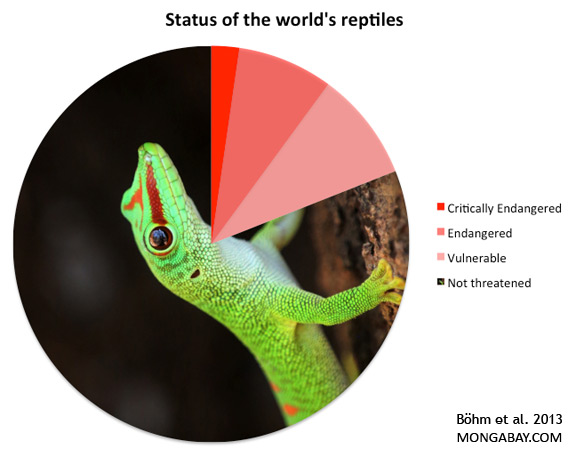 Status of the world's reptiles
Critically Endangered
Endangered
Vulnerable
Not threatened
Böhm et al. 2013
MONGABAY.COM